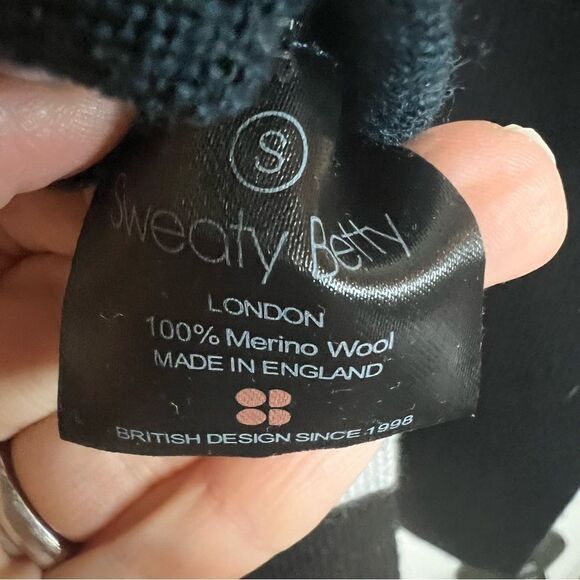 S
Sweaty Betty
LONDON
100% Merino Wool
MADE IN ENGLAND
BRITISH DESIGN SINCE 1998